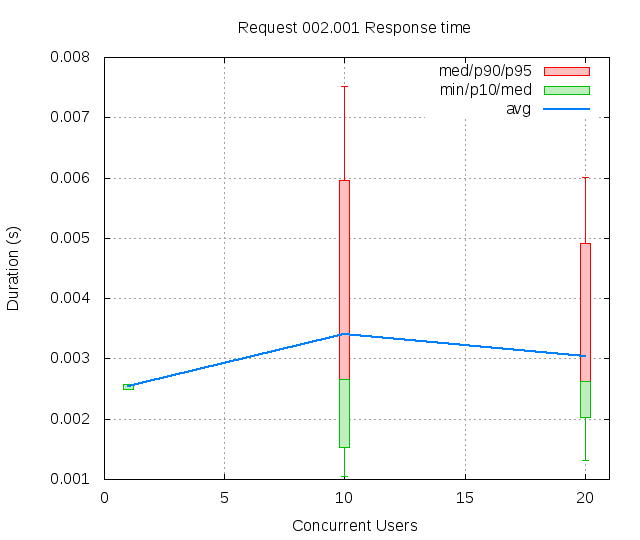 Request 002.001 Response time
0.008
0.007
0.006
0.005
0.004
0.003
0.002
0.001
Duration (s)
med/p90/p95
min/p10/med
avg
0 5 10 15 20
Concurrent Users